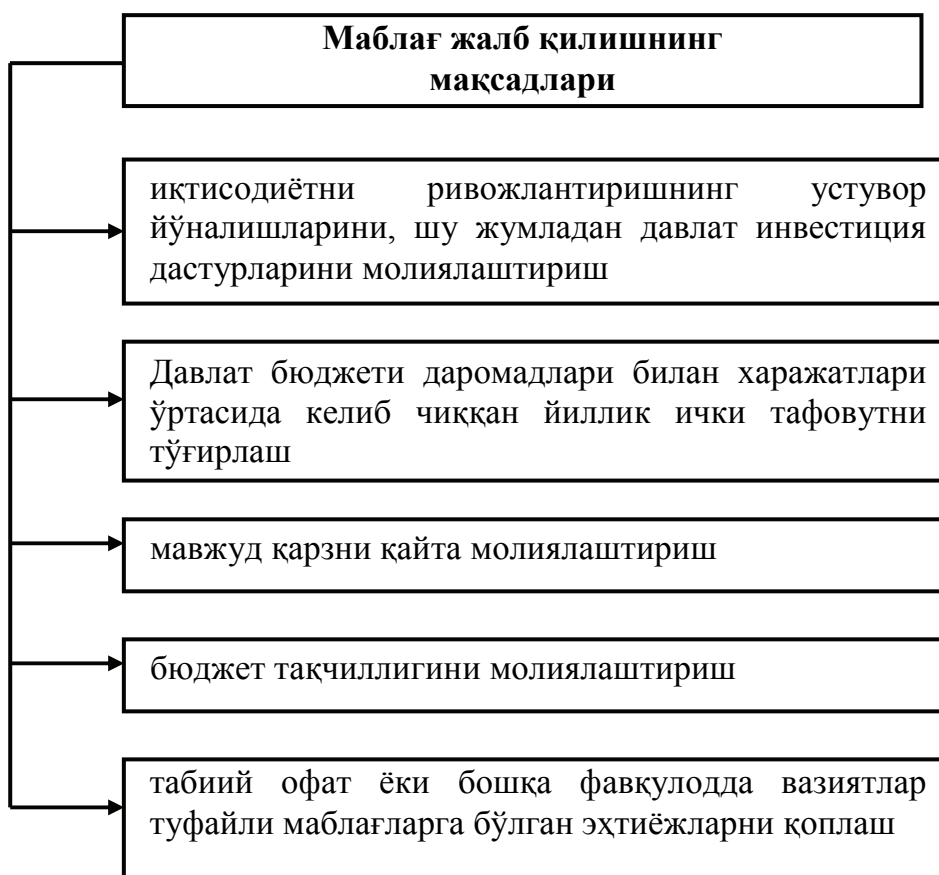 Маблағ жалб қилишнинг
мақсадлари
иқтисодиётни ривожлантиришнинг устувор
йўналишларини, шу жумладан давлат инвестиция
дастурларини молиялаштириш
Давлат бюджети даромадлари билан харажатлари
ўртасида келиб чиққан йиллик ички тафовутни
тўғирлаш
мавжуд қарзни қайта молиялаштириш
бюджет тақчиллигини молиялаштириш
табиий офат ёки бошқа фавқулодда вазиятлар
туфайли маблағларга бўлган эҳтиёжларни қоплаш